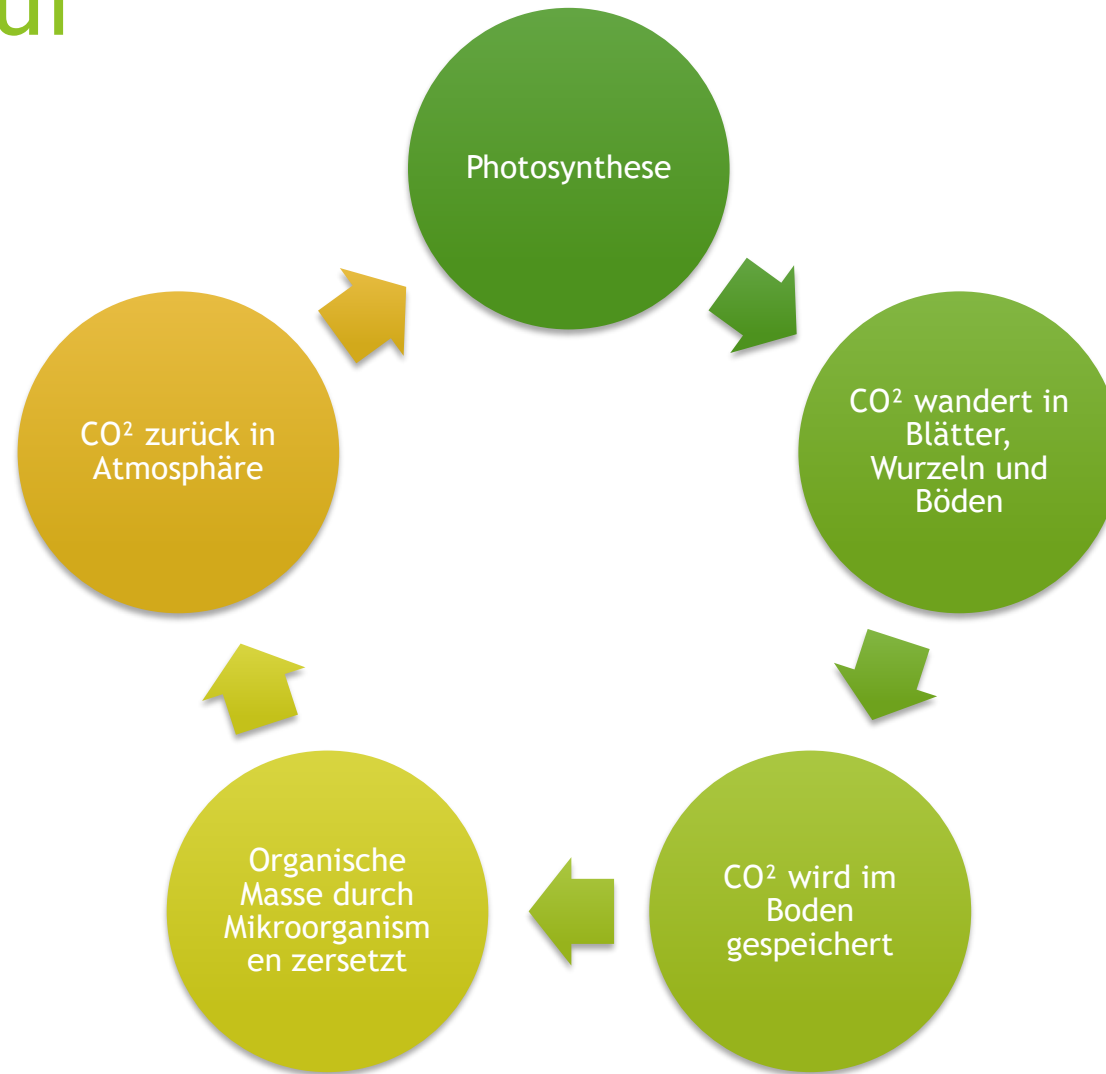 Photosynthese
CO² wandert in
Blätter,
Wurzeln und
Böden
CO² wird im
Boden
gespeichert
Organische
Masse durch
Mikroorganism
en zersetzt
CO² zurück in
Atmosphäre